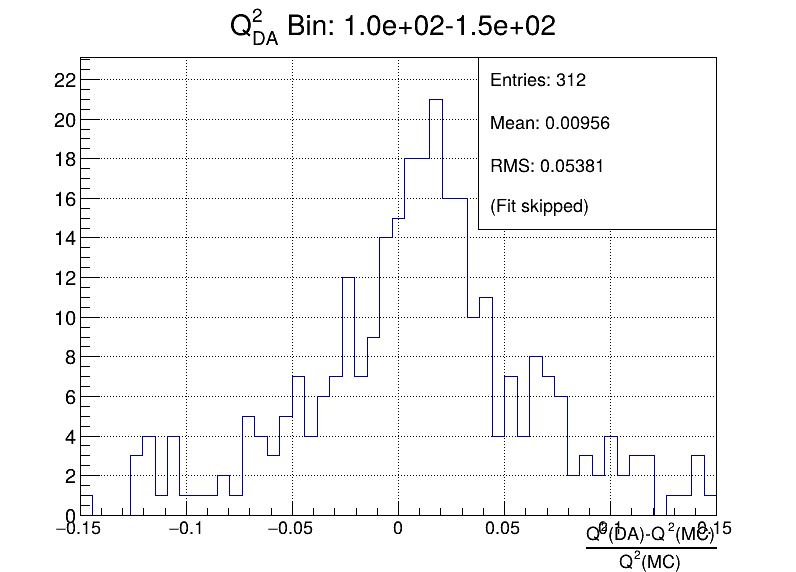 Q²_DA Bin: 1.0e+02-1.5e+02
Entries: 312
Mean: 0.00956
RMS: 0.05381
(Fit skipped)
22
20
18
16
14
12
10
8
6
4
2
0
−0.15 −0.1 −0.05 0 0.05 0.1 0.15
Q²(DA)-Q²(MC)
Q²(MC)